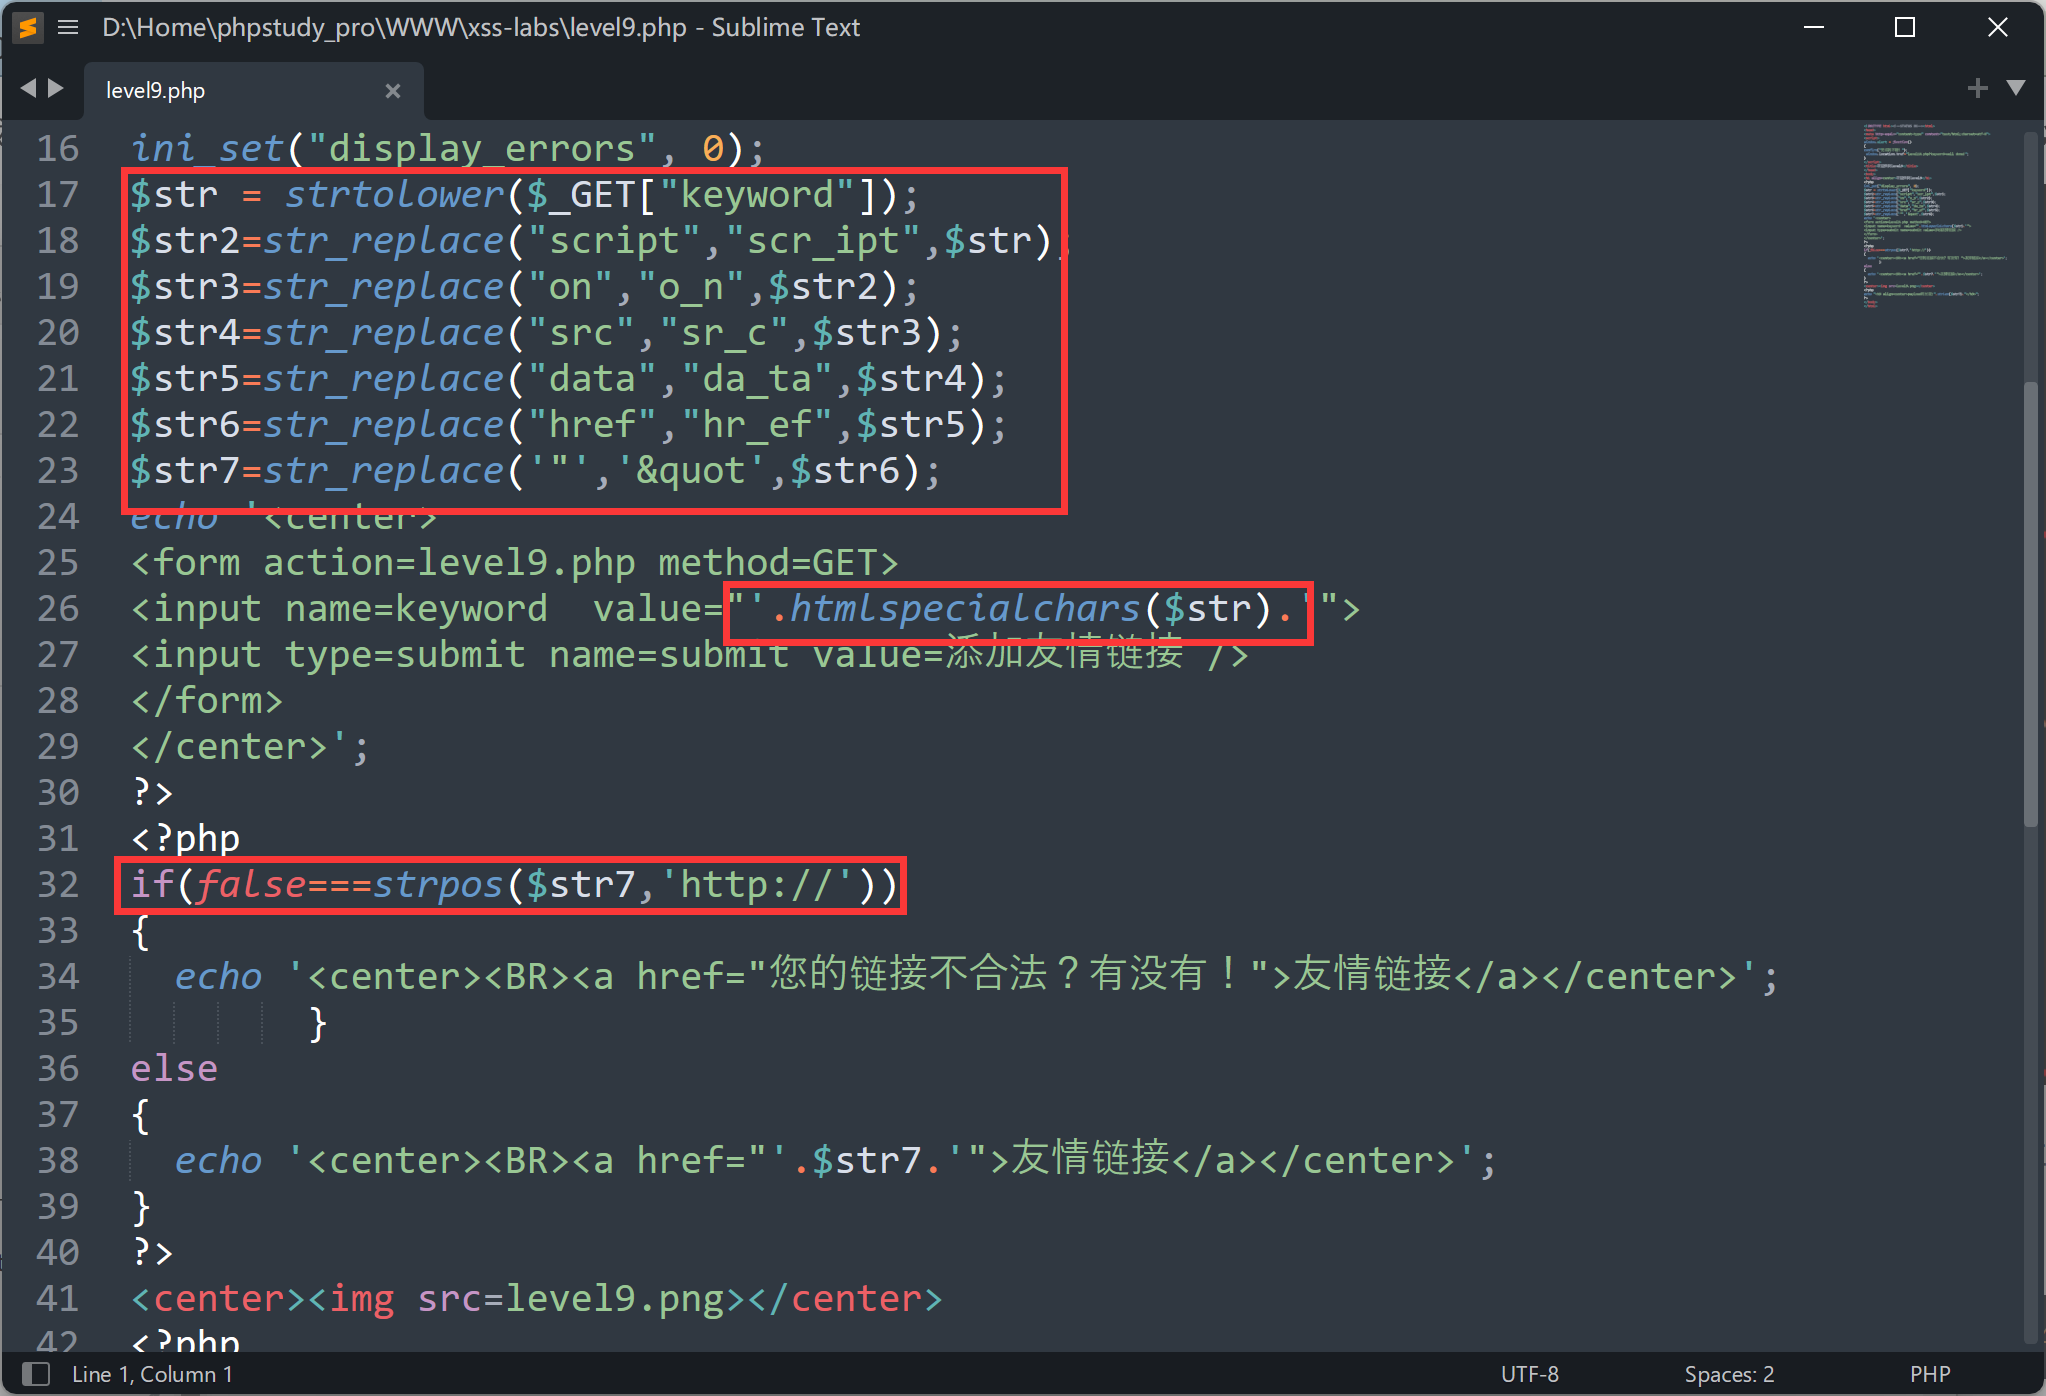 D:\Home\phpstudy_pro\WWW\xss-labs\level9.php - Sublime Text
level9.php
16 ini_set("display_errors", 0);
17 $str = strtolower($_GET["keyword"]);
18 $str2=str_replace("script","scr_ipt",$str);
19 $str3=str_replace("on","o_n",$str2);
20 $str4=str_replace("src","sr_c",$str3);
21 $str5=str_replace("data","da_ta",$str4);
22 $str6=str_replace("href","hr_ef",$str5);
23 $str7=str_replace('"','&quot',$str6);
24 echo '<center>
25 <form action=level9.php method=GET>
26 <input name=keyword  value="'.htmlspecialchars($str).'">
27 <input type=submit name=submit value=添加友情链接 />
28 </form>
29 </center>';
30 ?>
31 <?php
32 if(false===strpos($str7,'http://'))
33 {
34   echo '<center><BR><a href="您的链接不合法？有没有！">友情链接</a></center>';
35         }
36 else
37 {
38   echo '<center><BR><a href="'.$str7.'">友情链接</a></center>';
39 }
40 ?>
41 <center><img src=level9.png></center>
42 <?php
Line 1, Column 1
UTF-8
Spaces: 2
PHP